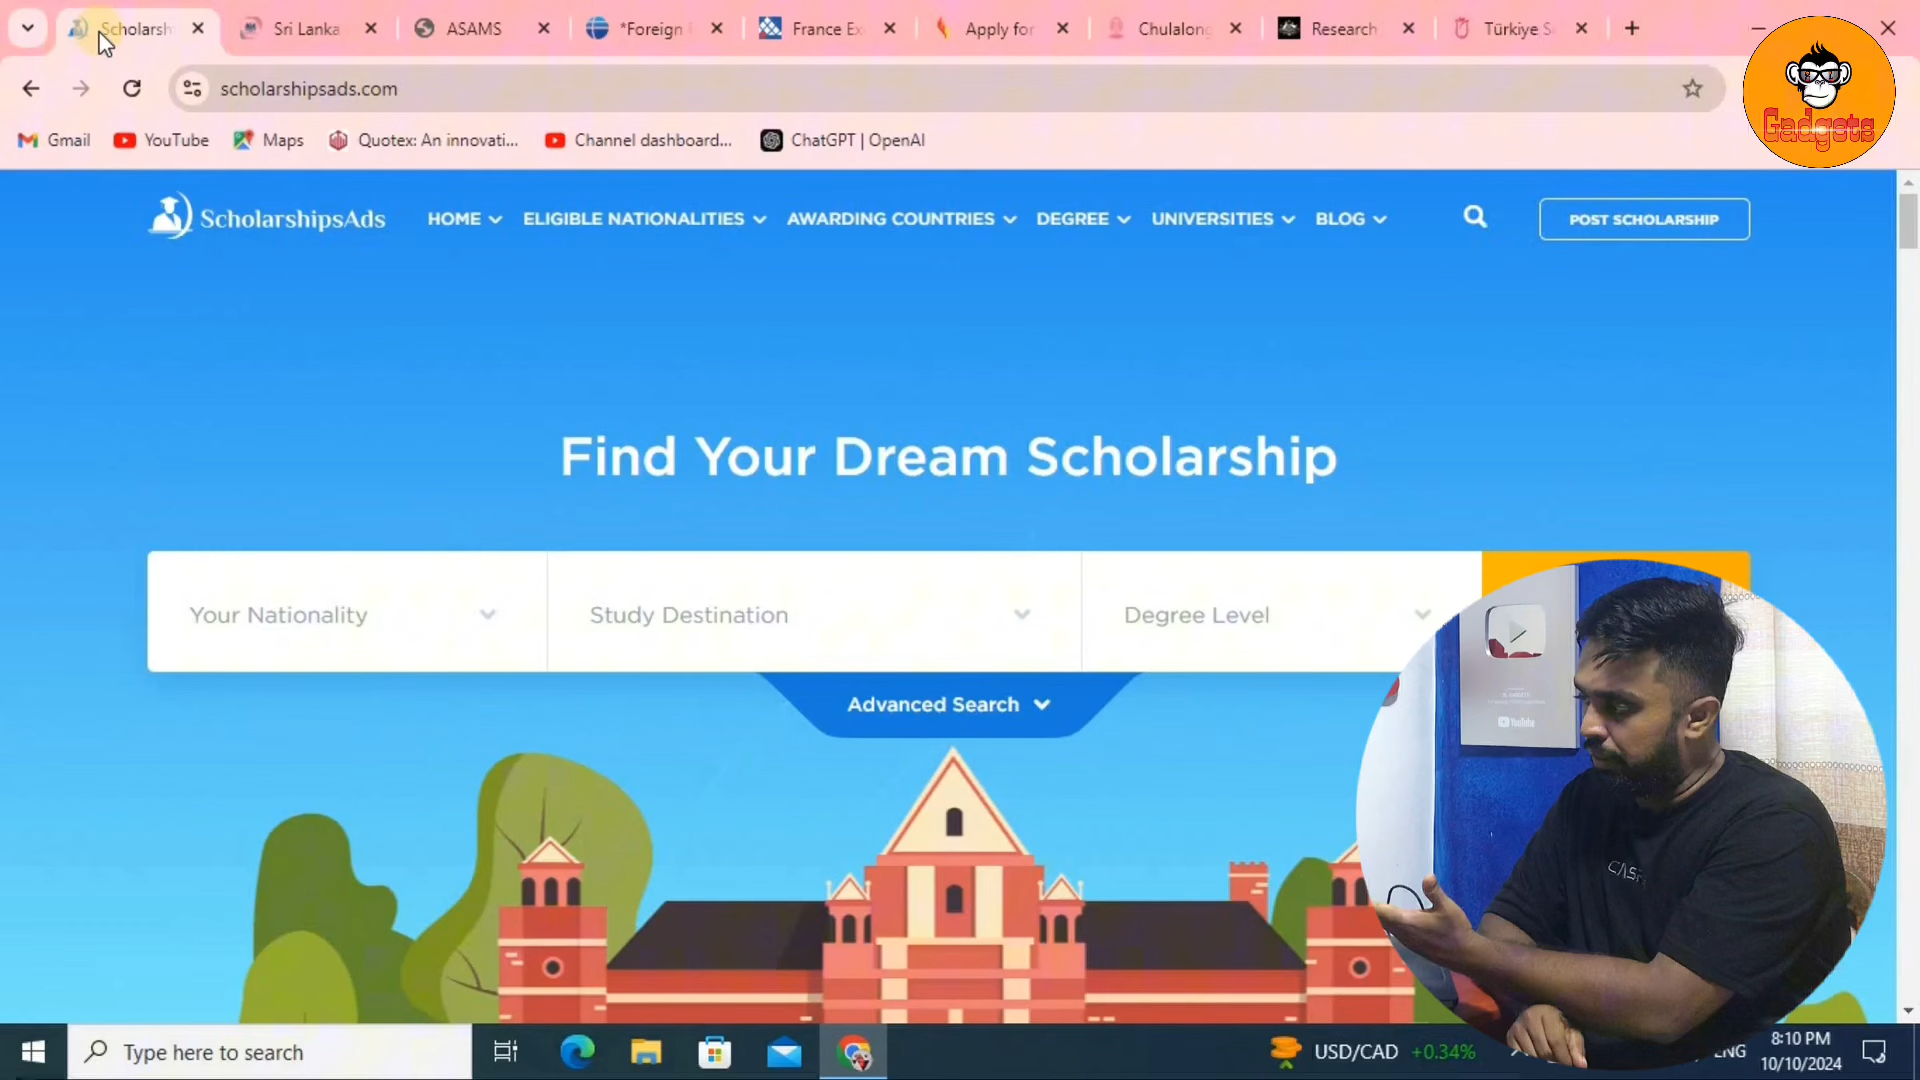 Scholarsh
Sri Lanka
ASAMS
*Foreign
France Ex
Apply for
Chulalong
Research
Türkiye S
scholarshipsads.com
Gmail
YouTube
Maps
Quotex: An innovati...
Channel dashboard...
ChatGPT | OpenAI
Gadgets
ScholarshipsAds
HOME
ELIGIBLE NATIONALITIES
AWARDING COUNTRIES
DEGREE
UNIVERSITIES
BLOG
POST SCHOLARSHIP
Find Your Dream Scholarship
Your Nationality
Study Destination
Degree Level
Advanced Search
YouTube
Type here to search
USD/CAD +0.34%
ENG
8:10 PM
10/10/2024